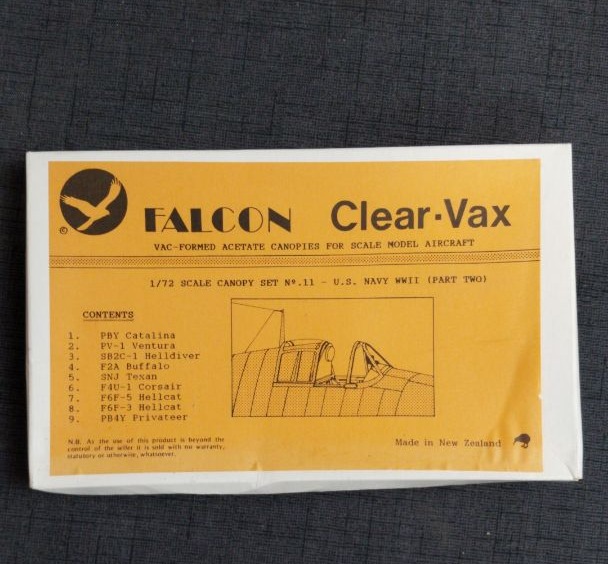 FALCON Clear·Vax
©
VAC-FORMED ACETATE CANOPIES FOR SCALE MODEL AIRCRAFT
1/72 SCALE CANOPY SET Nº.11 - U.S. NAVY WWII (PART TWO)
CONTENTS
1. PBY Catalina
2. PV-1 Ventura
3. SB2C-1 Helldiver
4. F2A Buffalo
5. SNJ Texan
6. F4U-1 Corsair
7. F6F-5 Hellcat
8. F6F-3 Hellcat
9. PB4Y Privateer
N.B. As the use of this product is beyond the
control of the seller it is sold with no warranty,
statutory or otherwise, whatsoever.
Made in New Zealand